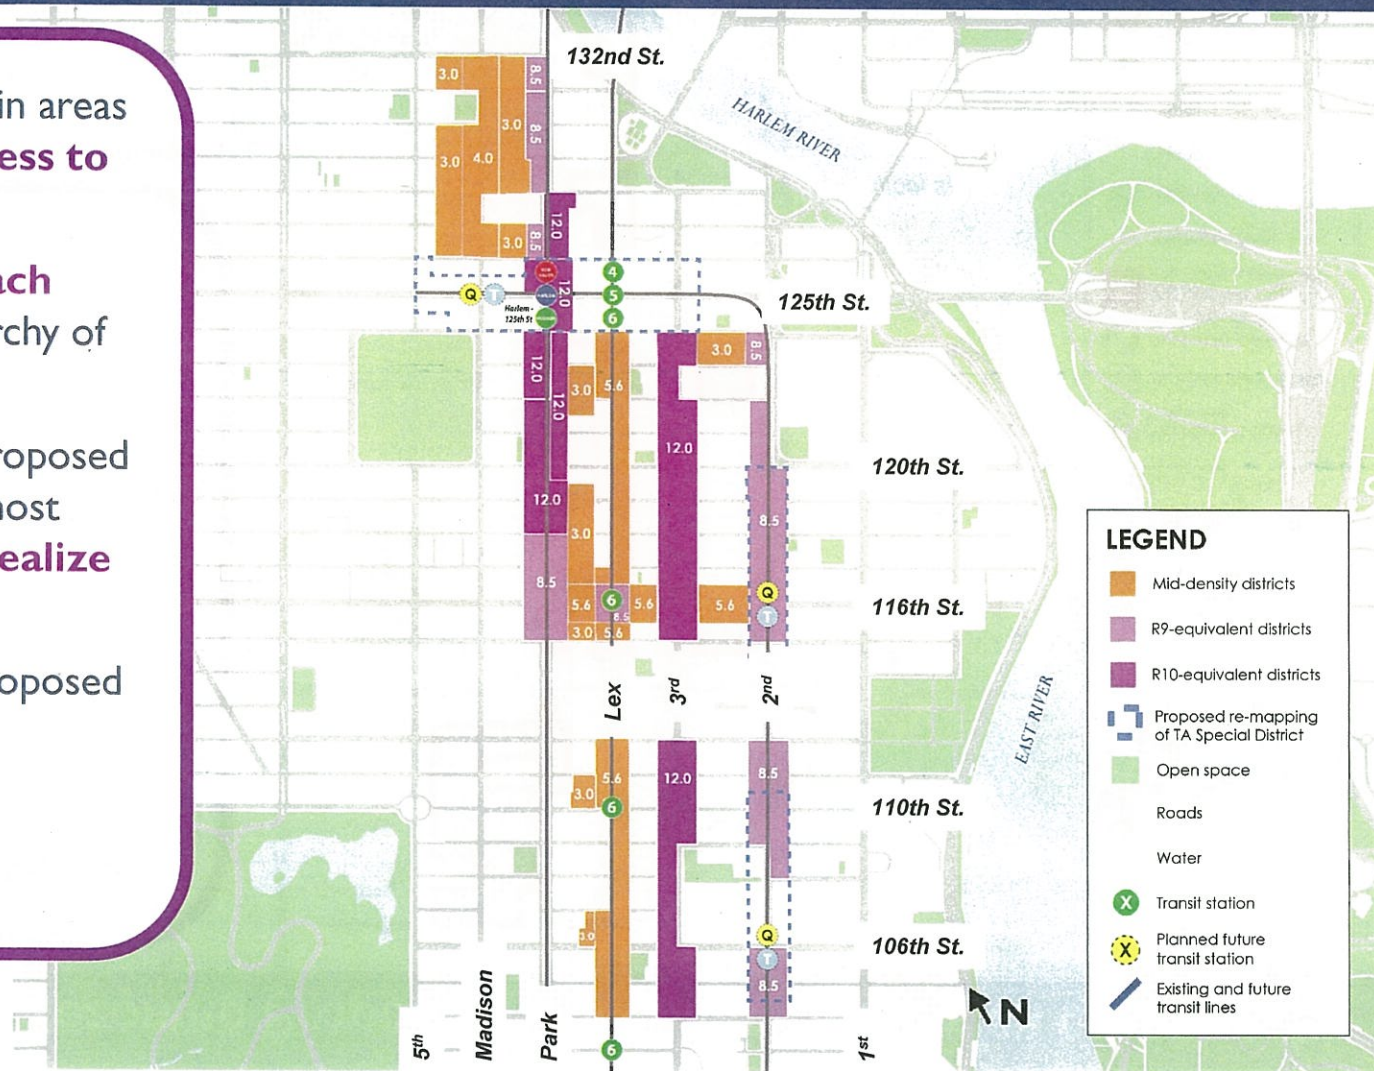 in areas
ess to
ach
rchy of
roposed
nost
ealize
oposed
132nd St.
HARLEM RIVER
3.0
8.5
3.0
8.5
3.0
4.0
12.0
3.0
8.5
4
Q
T
12.0
5
125th St.
Harlem -
125th St
6
12.0
3.0
5.6
3.0
8.5
12.0
12.0
120th St.
12.0
3.0
8.5
8.5
Q
5.6
6
8.5
5.6
5.6
116th St.
T
3.0
5.6
Lex
3rd
2nd
EAST RIVER
5.6
12.0
8.5
3.0
6
110th St.
3.0
Q
106th St.
T
8.5
5th
Madison
Park
6
1st
N
LEGEND
Mid-density districts
R9-equivalent districts
R10-equivalent districts
Proposed re-mapping
of TA Special District
Open space
Roads
Water
X Transit station
X Planned future
transit station
Existing and future
transit lines